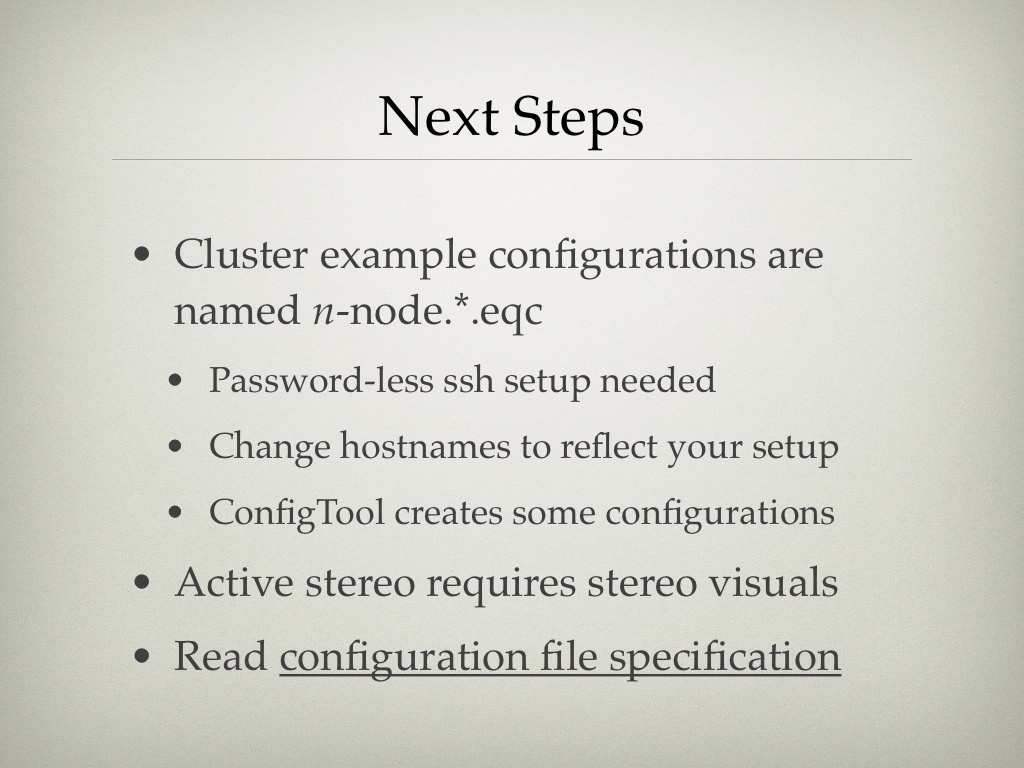 Next Steps
• Cluster example configurations are
named n-node.*.eqc
• Password-less ssh setup needed
• Change hostnames to reflect your setup
• ConfigTool creates some configurations
• Active stereo requires stereo visuals
• Read configuration file specification